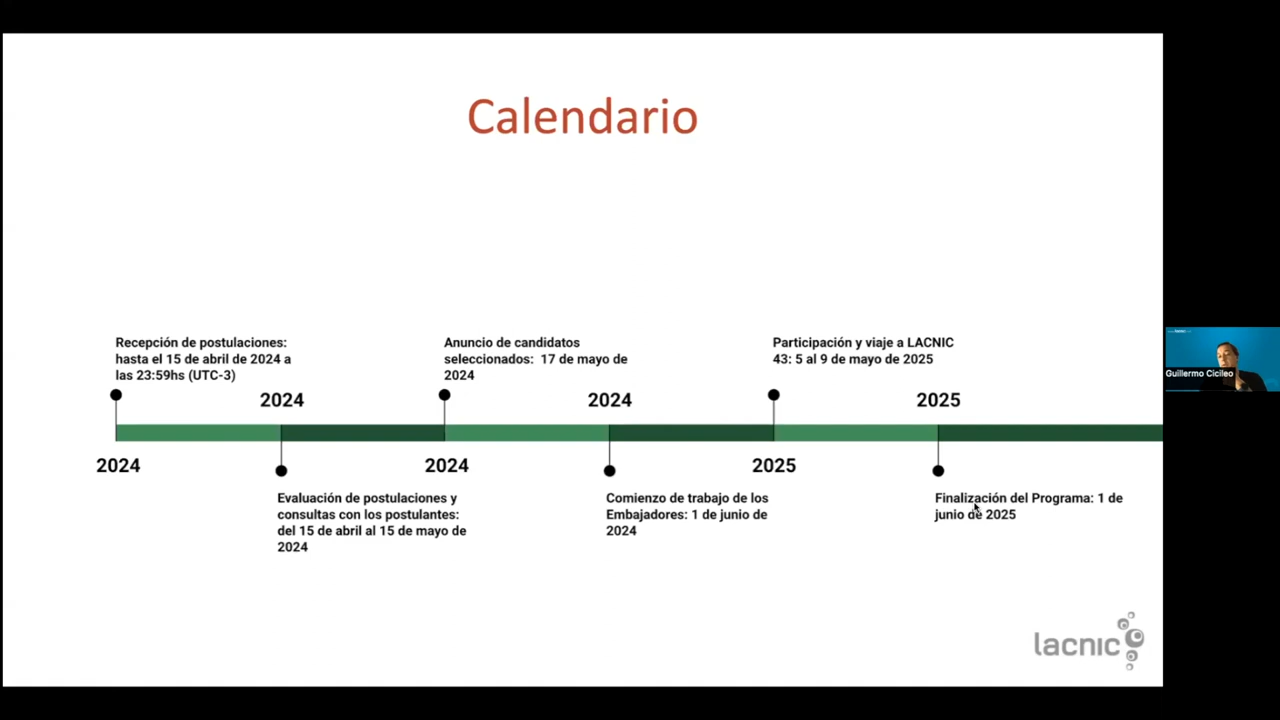 Calendario
Recepción de postulaciones:
hasta el 15 de abril de 2024 a
las 23:59hs (UTC-3)
Anuncio de candidatos
seleccionados: 17 de mayo de
2024
Participación y viaje a LACNIC
43: 5 al 9 de mayo de 2025
2024
2024
2025
2024
2024
2025
Evaluación de postulaciones y
consultas con los postulantes:
del 15 de abril al 15 de mayo de
2024
Comienzo de trabajo de los
Embajadores: 1 de junio de
2024
Finalización del Programa: 1 de
junio de 2025
lacnic
Guillermo Cicileo